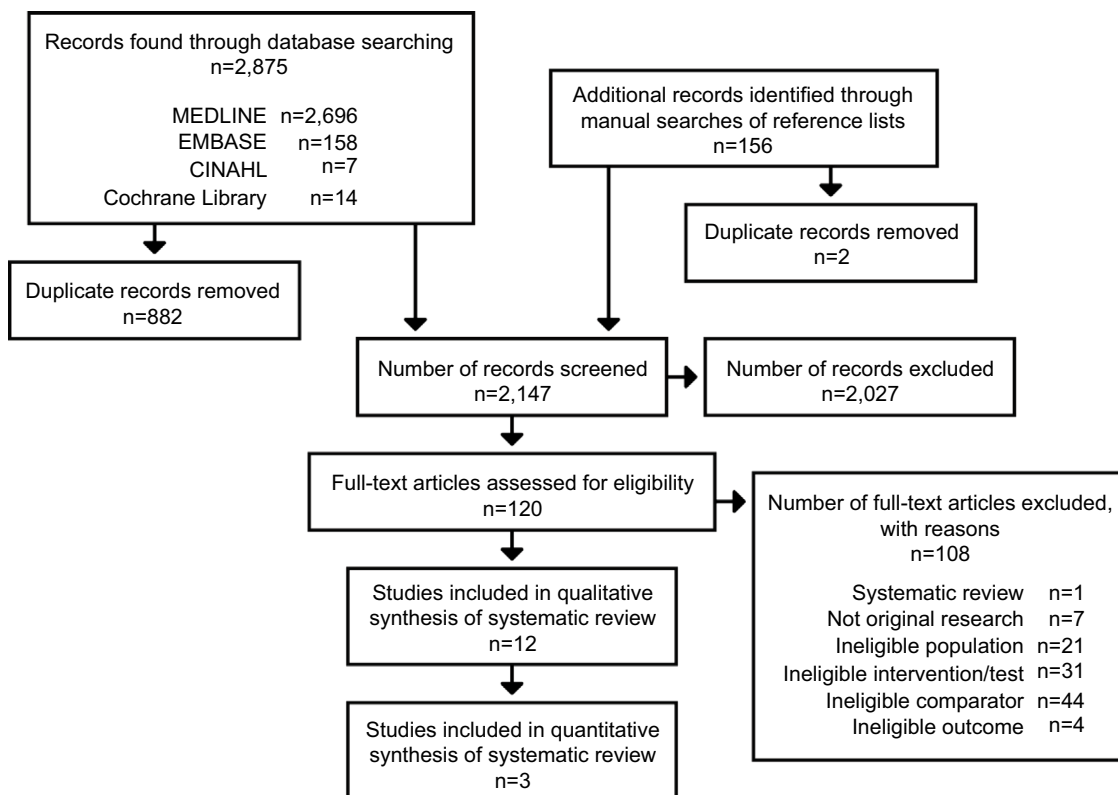 Records found through database searching
n=2,875
MEDLINE n=2,696
EMBASE n=158
CINAHL n=7
Cochrane Library n=14
Additional records identified through
manual searches of reference lists
n=156
Duplicate records removed
n=2
Duplicate records removed
n=882
Number of records screened
n=2,147
Number of records excluded
n=2,027
Full-text articles assessed for eligibility
n=120
Number of full-text articles excluded,
with reasons
n=108
Systematic review n=1
Not original research n=7
Ineligible population n=21
Ineligible intervention/test n=31
Ineligible comparator n=44
Ineligible outcome n=4
Studies included in qualitative
synthesis of systematic review
n=12
Studies included in quantitative
synthesis of systematic review
n=3